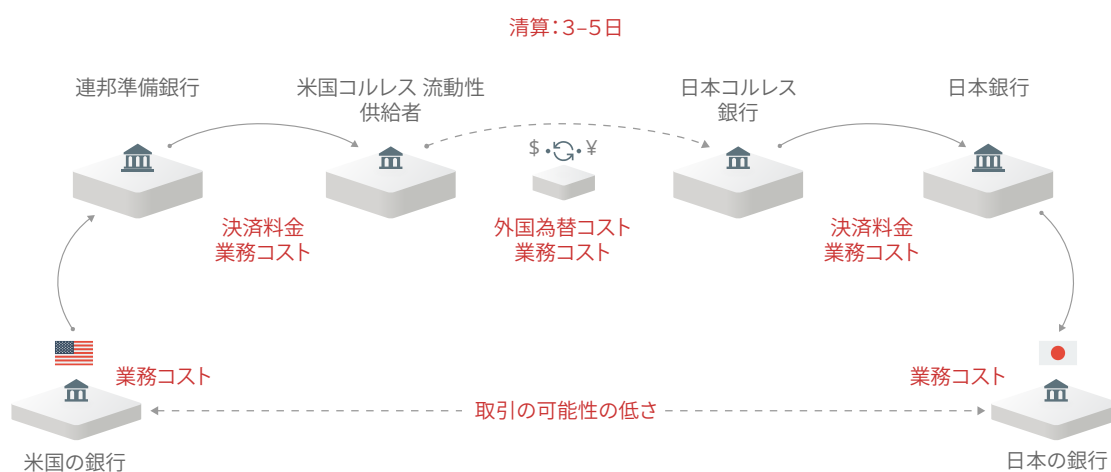 清算：3–5日
連邦準備銀行
米国コルレス 流動性
供給者
日本コルレス
銀行
日本銀行
$ ¥
決済料金
業務コスト
外国為替コスト
業務コスト
決済料金
業務コスト
業務コスト
業務コスト
取引の可能性の低さ
米国の銀行
日本の銀行